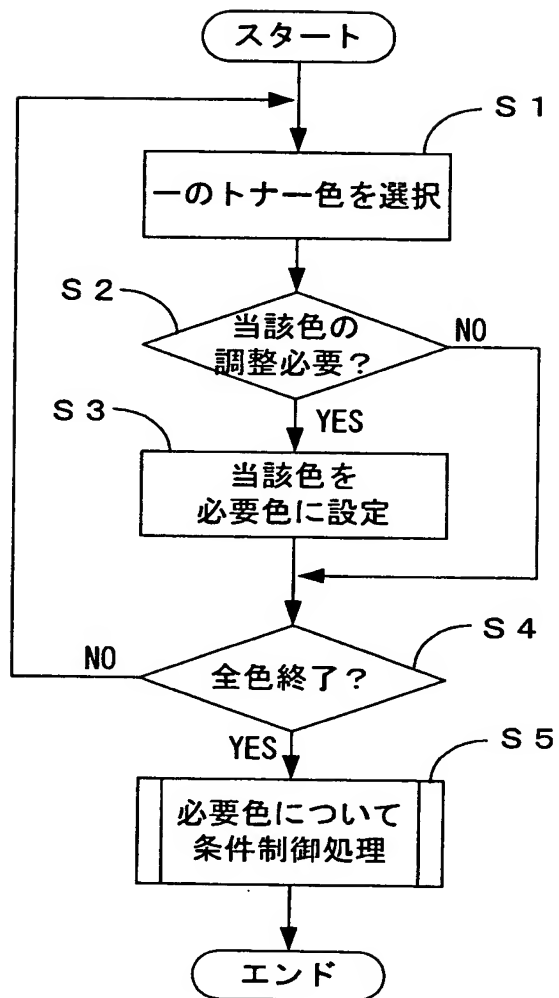 スタート
S1
一のトナー色を選択
S2
当該色の
調整必要？
NO
YES
S3
当該色を
必要色に設定
S4
全色終了？
NO
YES
S5
必要色について
条件制御処理
エンド